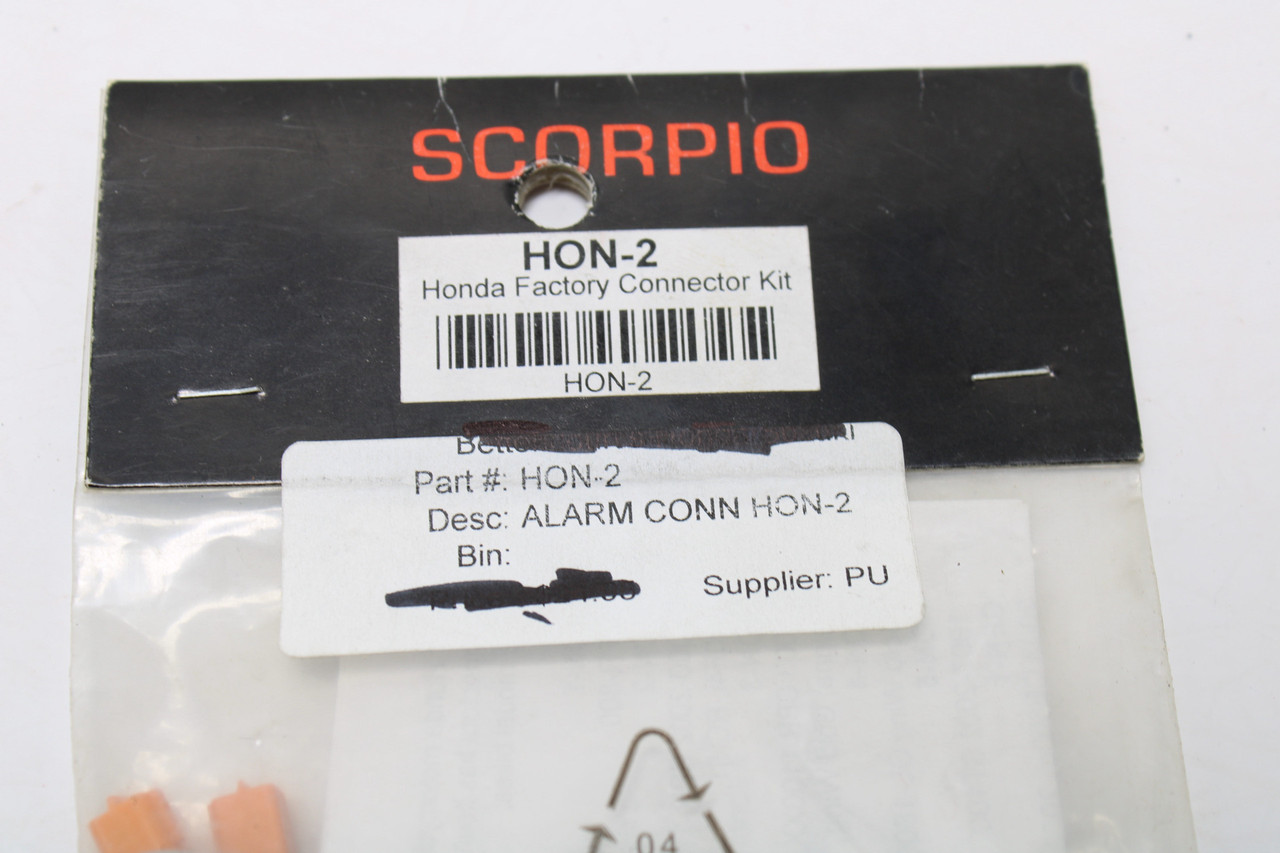 SCORPIO
HON-2
Honda Factory Connector Kit
HON-2
Part #: HON-2
Desc: ALARM CONN HON-2
Bin:
Supplier: PU
04